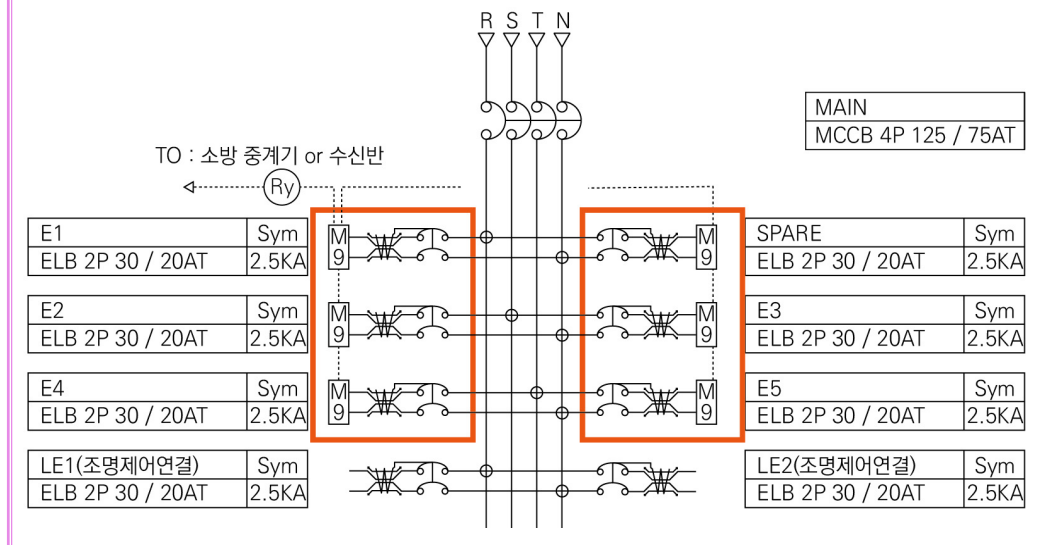 R S T N
MAIN
MCCB 4P 125 / 75AT
TO : 소방 중계기 or 수신반
Ry
E1 Sym
ELB 2P 30 / 20AT 2.5KA
M
9
M
9
SPARE Sym
ELB 2P 30 / 20AT 2.5KA
E2 Sym
ELB 2P 30 / 20AT 2.5KA
M
9
M
9
E3 Sym
ELB 2P 30 / 20AT 2.5KA
E4 Sym
ELB 2P 30 / 20AT 2.5KA
M
9
M
9
E5 Sym
ELB 2P 30 / 20AT 2.5KA
LE1(조명제어연결) Sym
ELB 2P 30 / 20AT 2.5KA
LE2(조명제어연결) Sym
ELB 2P 30 / 20AT 2.5KA